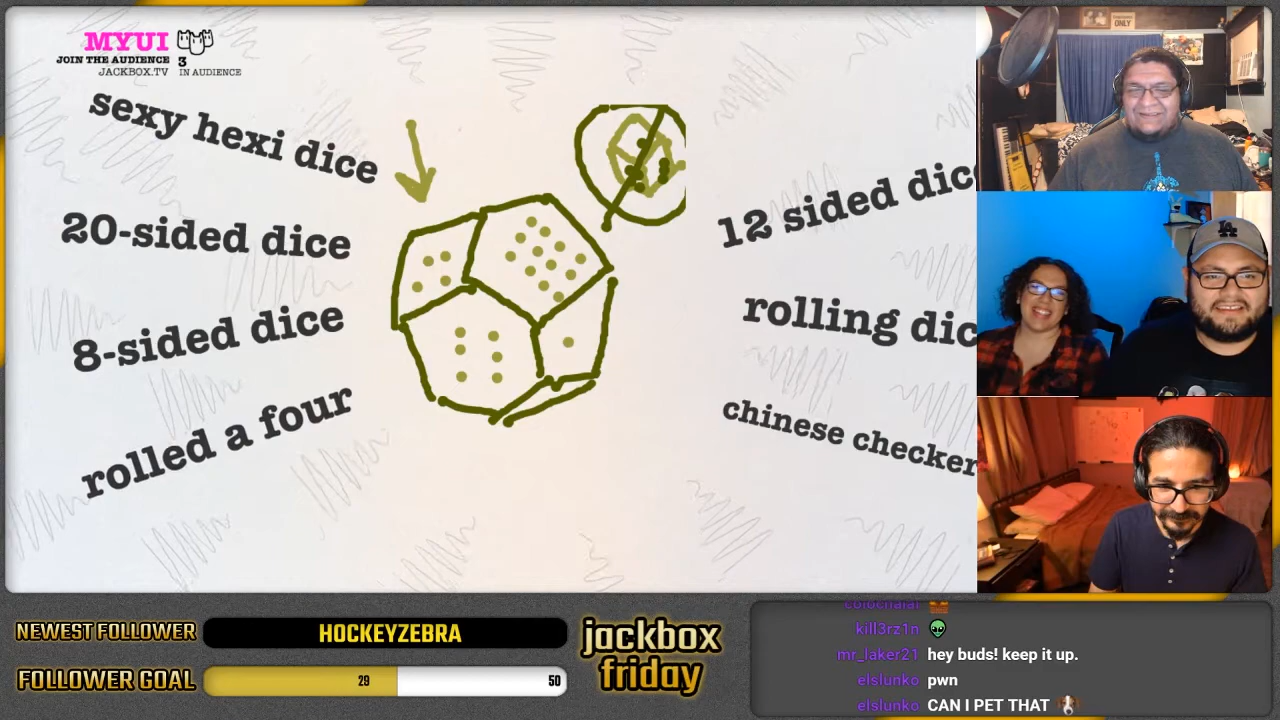 MYUI
JOIN THE AUDIENCE 3
JACKBOX.TV IN AUDIENCE
sexy hexi dice
20-sided dice
8-sided dice
rolled a four
12 sided dic
rolling dic
chinese checker
NEWEST FOLLOWER HOCKEYZEBRA
FOLLOWER GOAL 29 50
jackbox
friday
kill3rz1n
mr_laker21 hey buds! keep it up.
elslunko pwn
elslunko CAN I PET THAT